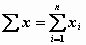 ∑x = ∑_{i=1}^{n} x_i